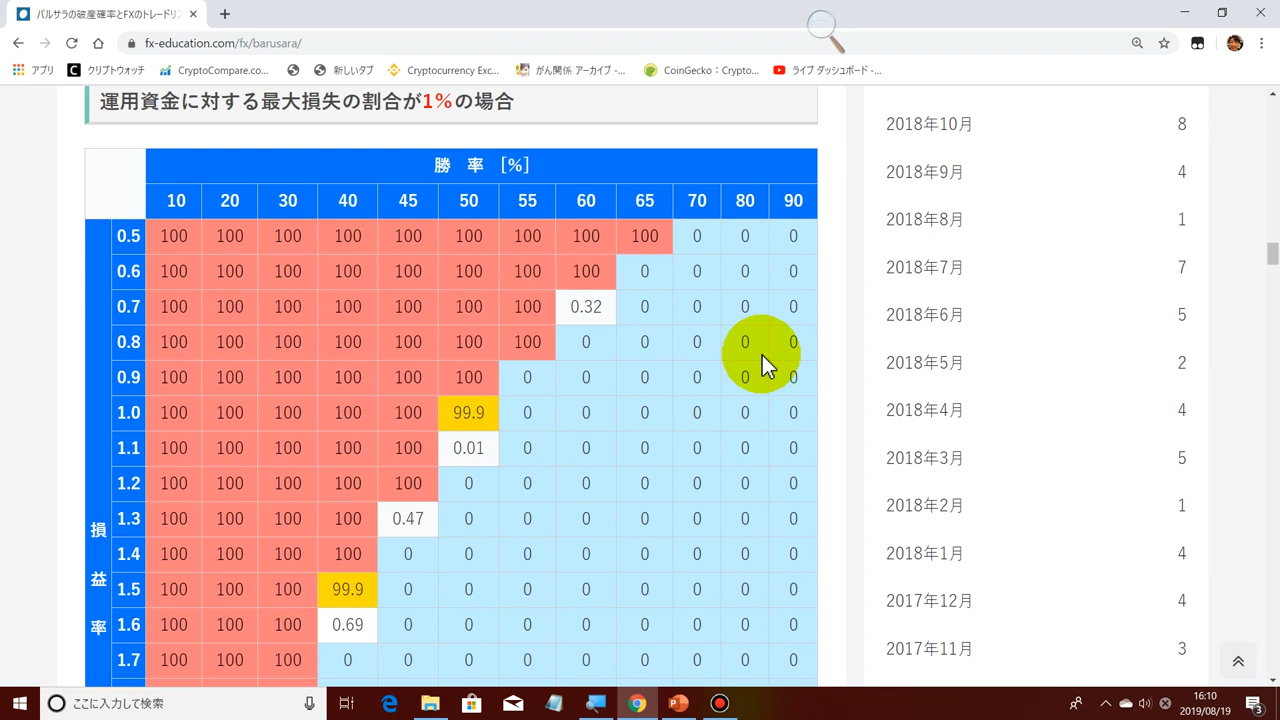 バルサラの破産確率とFXのトレードリス
fx-education.com/fx/barusara/
アプリ クリプトウォッチ CryptoCompare.co... 新しいタブ Cryptocurrency Exc... がん関係 アーカイブ -... CoinGecko：Crypto... ライブ ダッシュボード -...
運用資金に対する最大損失の割合が1%の場合
勝 率 [%]
10 20 30 40 45 50 55 60 65 70 80 90
0.5 100 100 100 100 100 100 100 100 100 0 0 0
0.6 100 100 100 100 100 100 100 100 0 0 0 0
0.7 100 100 100 100 100 100 100 0.32 0 0 0 0
0.8 100 100 100 100 100 100 100 0 0 0 0 0
0.9 100 100 100 100 100 100 0 0 0 0 0 0
1.0 100 100 100 100 100 99.9 0 0 0 0 0 0
1.1 100 100 100 100 100 0.01 0 0 0 0 0 0
1.2 100 100 100 100 100 0 0 0 0 0 0 0
1.3 100 100 100 100 0.47 0 0 0 0 0 0 0
1.4 100 100 100 100 0 0 0 0 0 0 0 0
1.5 100 100 100 99.9 0 0 0 0 0 0 0 0
1.6 100 100 100 0.69 0 0 0 0 0 0 0 0
1.7 100 100 100 0 0 0 0 0 0 0 0 0
損益率
2018年10月 8
2018年9月 4
2018年8月 1
2018年7月 7
2018年6月 5
2018年5月 2
2018年4月 4
2018年3月 5
2018年2月 1
2018年1月 4
2017年12月 4
2017年11月 3
ここに入力して検索
16:10
2019/08/19
3